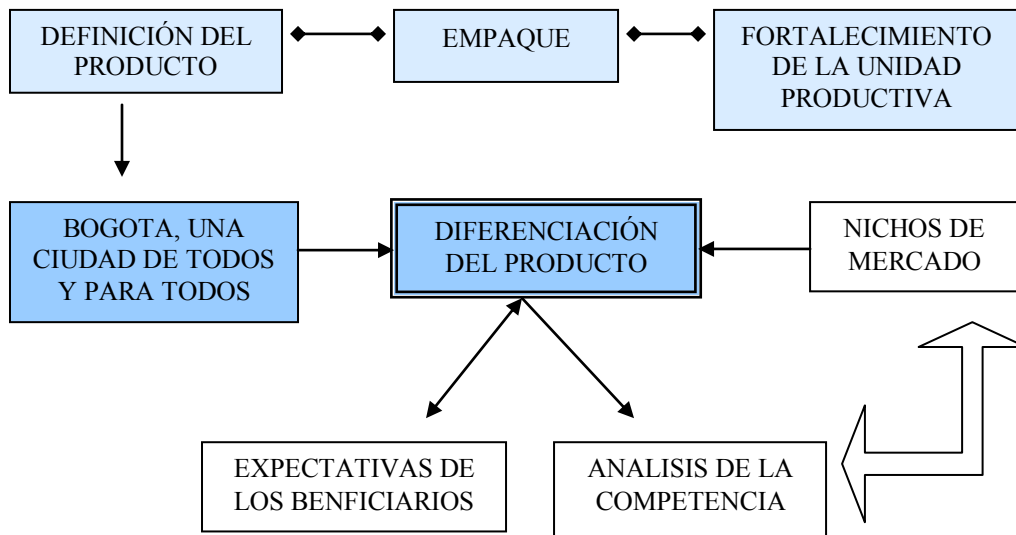 DEFINICIÓN DEL
PRODUCTO
EMPAQUE
FORTALECIMIENTO
DE LA UNIDAD
PRODUCTIVA
BOGOTA, UNA
CIUDAD DE TODOS
Y PARA TODOS
DIFERENCIACIÓN
DEL PRODUCTO
NICHOS DE
MERCADO
EXPECTATIVAS DE
LOS BENFICIARIOS
ANALISIS DE LA
COMPETENCIA